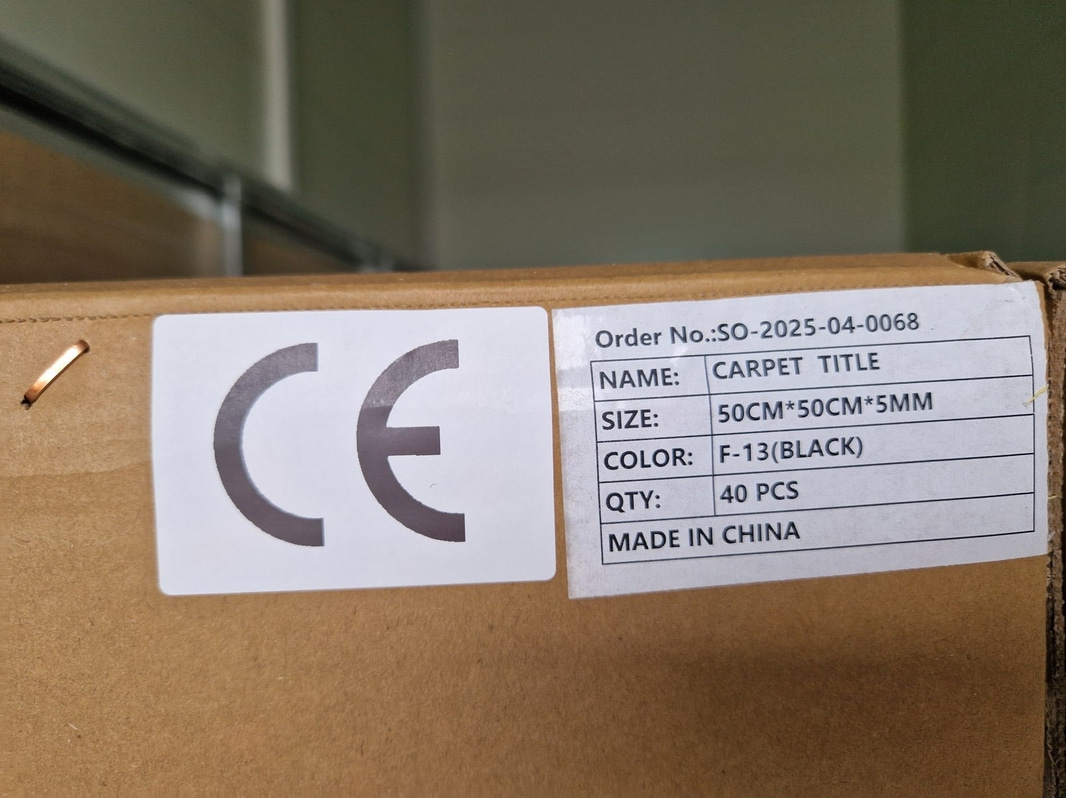 CE
Order No.:SO-2025-04-0068
NAME: CARPET TITLE
SIZE: 50CM*50CM*5MM
COLOR: F-13(BLACK)
QTY: 40 PCS
MADE IN CHINA